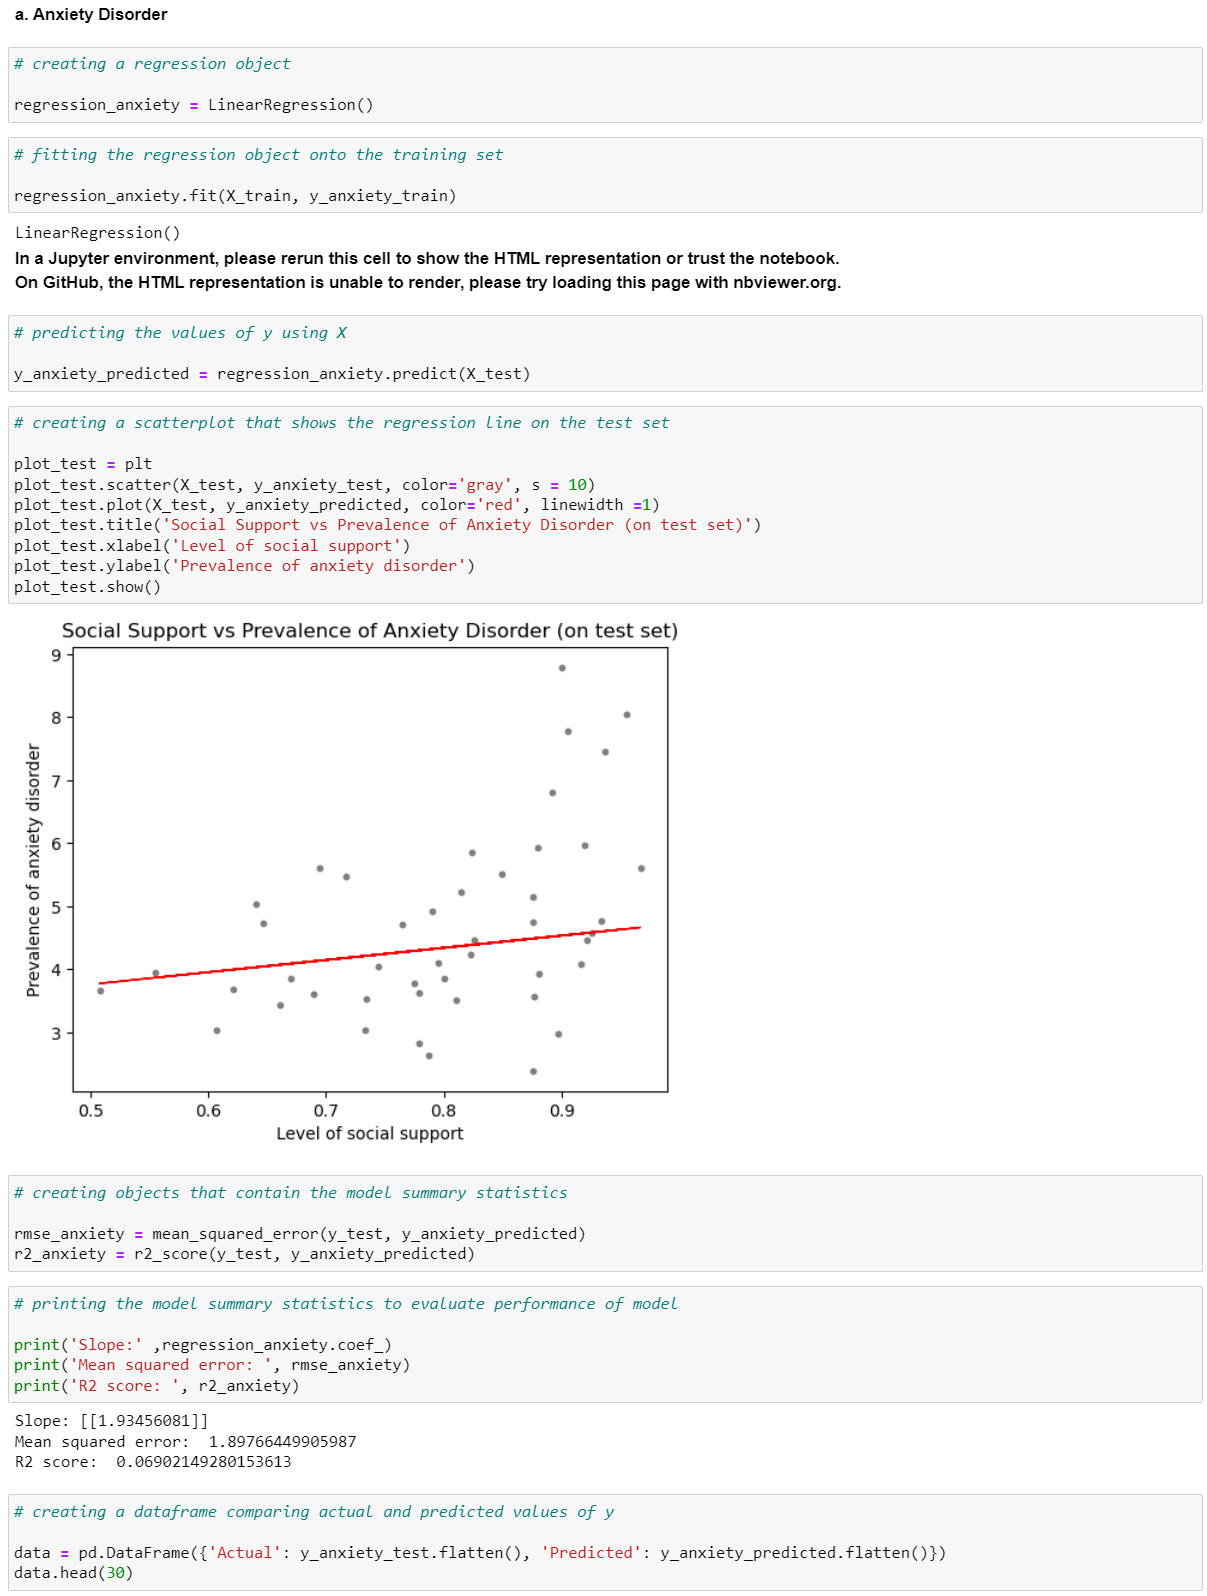 a. Anxiety Disorder
# creating a regression object
regression_anxiety = LinearRegression()
# fitting the regression object onto the training set
regression_anxiety.fit(X_train, y_anxiety_train)
LinearRegression()
In a Jupyter environment, please rerun this cell to show the HTML representation or trust the notebook.
On GitHub, the HTML representation is unable to render, please try loading this page with nbviewer.org.
# predicting the values of y using X
y_anxiety_predicted = regression_anxiety.predict(X_test)
# creating a scatterplot that shows the regression line on the test set
plot_test = plt
plot_test.scatter(X_test, y_anxiety_test, color='gray', s = 10)
plot_test.plot(X_test, y_anxiety_predicted, color='red', linewidth =1)
plot_test.title('Social Support vs Prevalence of Anxiety Disorder (on test set)')
plot_test.xlabel('Level of social support')
plot_test.ylabel('Prevalence of anxiety disorder')
plot_test.show()
Social Support vs Prevalence of Anxiety Disorder (on test set)
Prevalence of anxiety disorder
9
8
7
6
5
4
3
0.5 0.6 0.7 0.8 0.9
Level of social support
# creating objects that contain the model summary statistics
rmse_anxiety = mean_squared_error(y_test, y_anxiety_predicted)
r2_anxiety = r2_score(y_test, y_anxiety_predicted)
# printing the model summary statistics to evaluate performance of model
print('Slope:' ,regression_anxiety.coef_)
print('Mean squared error: ', rmse_anxiety)
print('R2 score: ', r2_anxiety)
Slope: [[1.93456081]]
Mean squared error:  1.89766449905987
R2 score:  0.06902149280153613
# creating a dataframe comparing actual and predicted values of y
data = pd.DataFrame({'Actual': y_anxiety_test.flatten(), 'Predicted': y_anxiety_predicted.flatten()})
data.head(30)